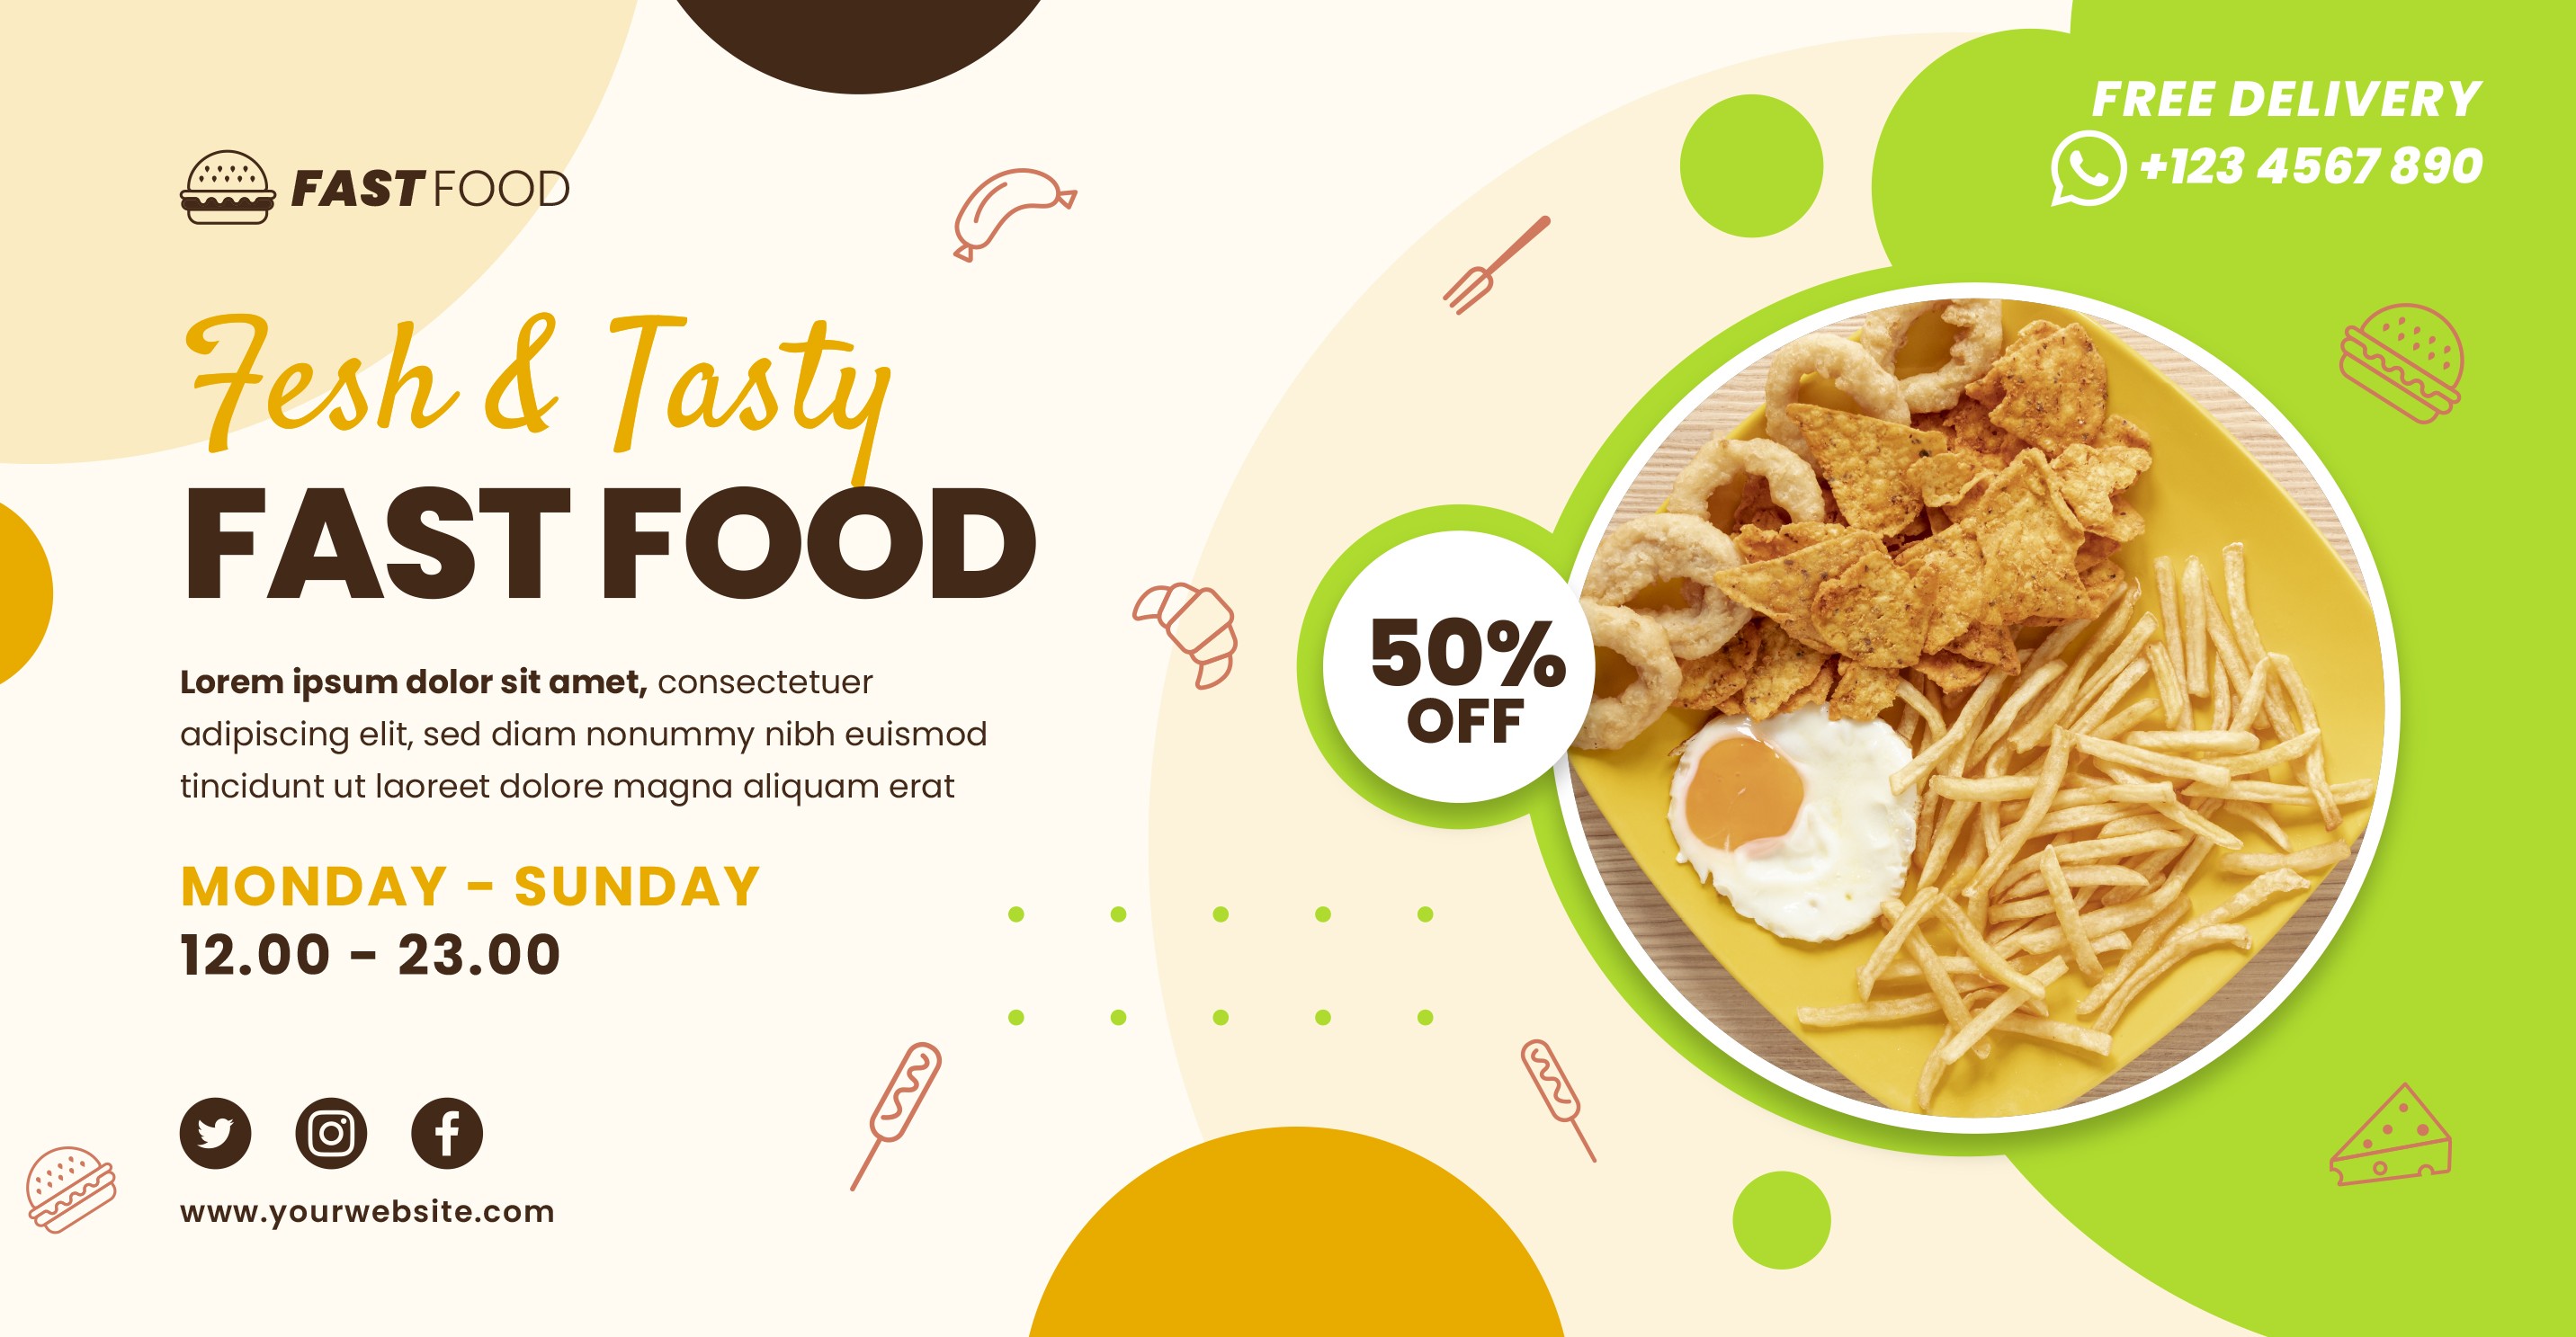 FASTFOOD
Fesh & Tasty
FAST FOOD
Lorem ipsum dolor sit amet, consectetuer
adipiscing elit, sed diam nonummy nibh euismod
tincidunt ut laoreet dolore magna aliquam erat
MONDAY - SUNDAY
12.00 - 23.00
www.yourwebsite.com
50%
OFF
FREE DELIVERY
+123 4567 890